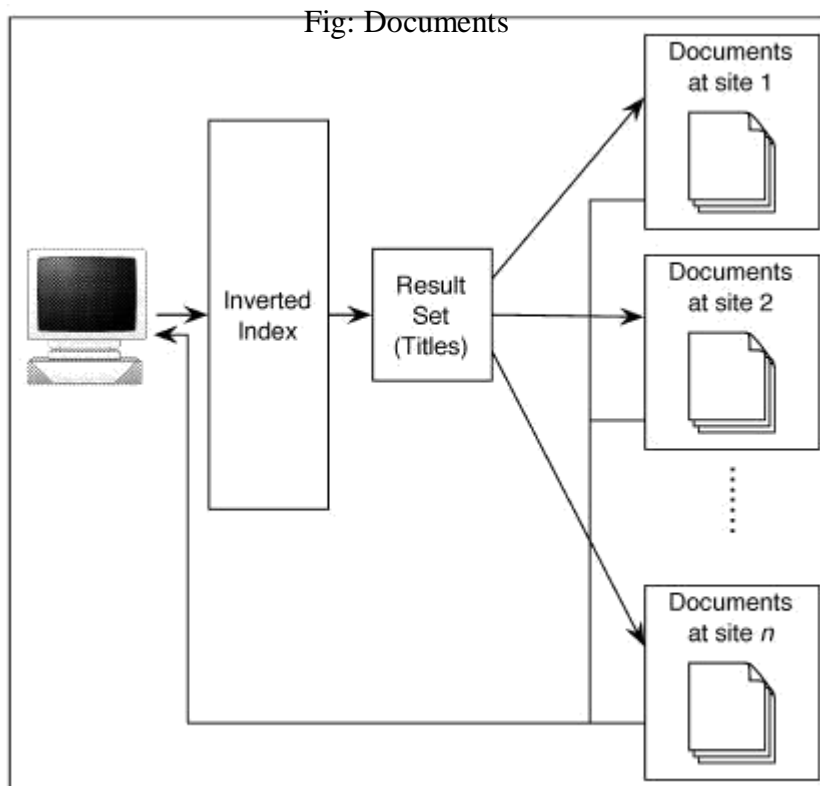 Fig: Documents
Documents
at site 1
Inverted
Index
Result
Set
(Titles)
Documents
at site 2
Documents
at site n